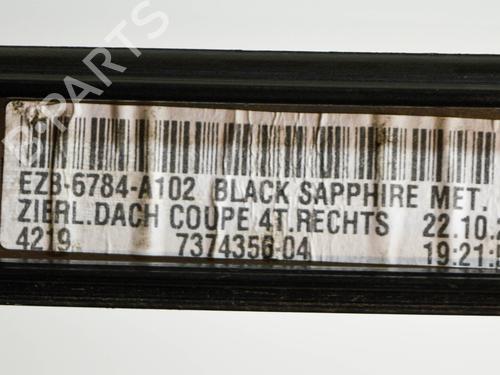 B-PARTS
EZB-6784-A102 BLACK SAPPHIRE MET.
ZIERL.DACH COUPE 4T.RECHTS 22.10.2
4219 7374356-04 19:21: